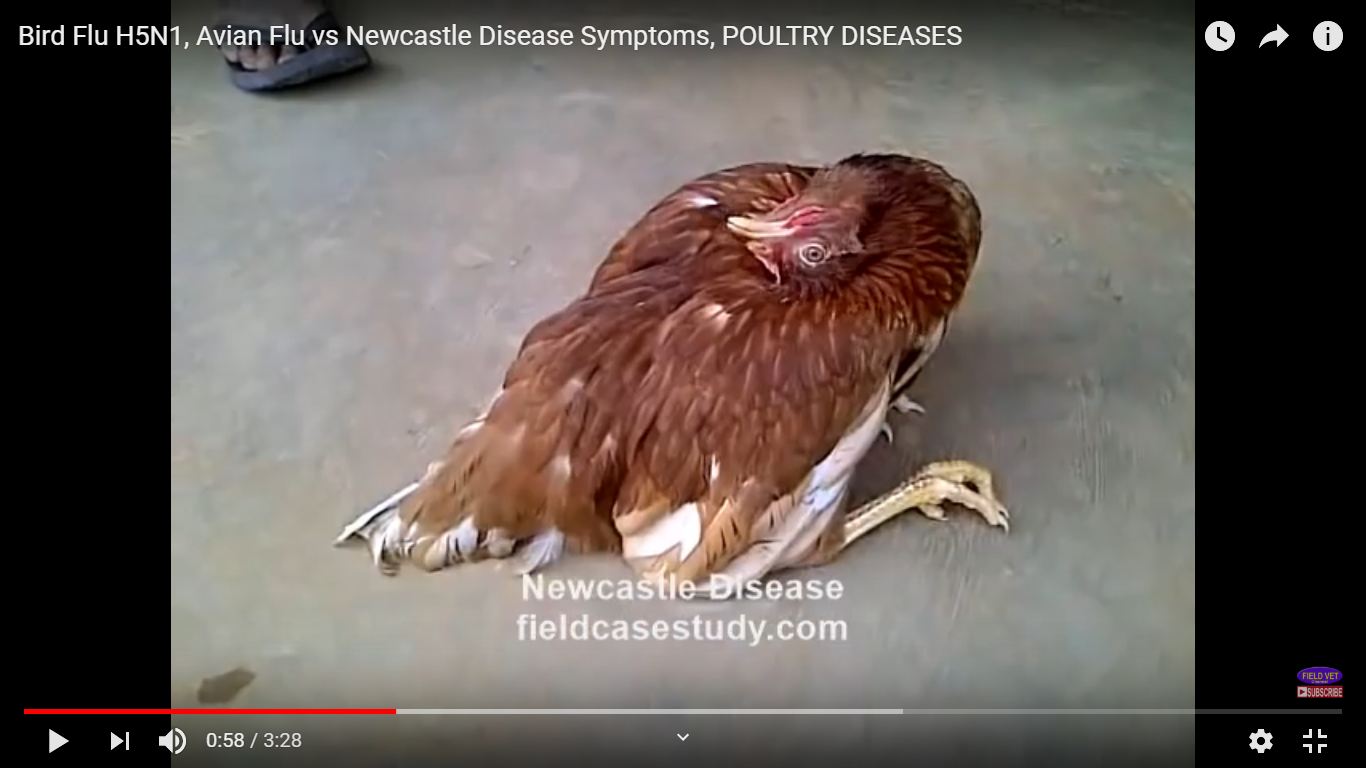 Bird Flu H5N1, Avian Flu vs Newcastle Disease Symptoms, POULTRY DISEASES
Newcastle Disease
fieldcasestudy.com
FIELD VET
SUBSCRIBE
0:58 / 3:28